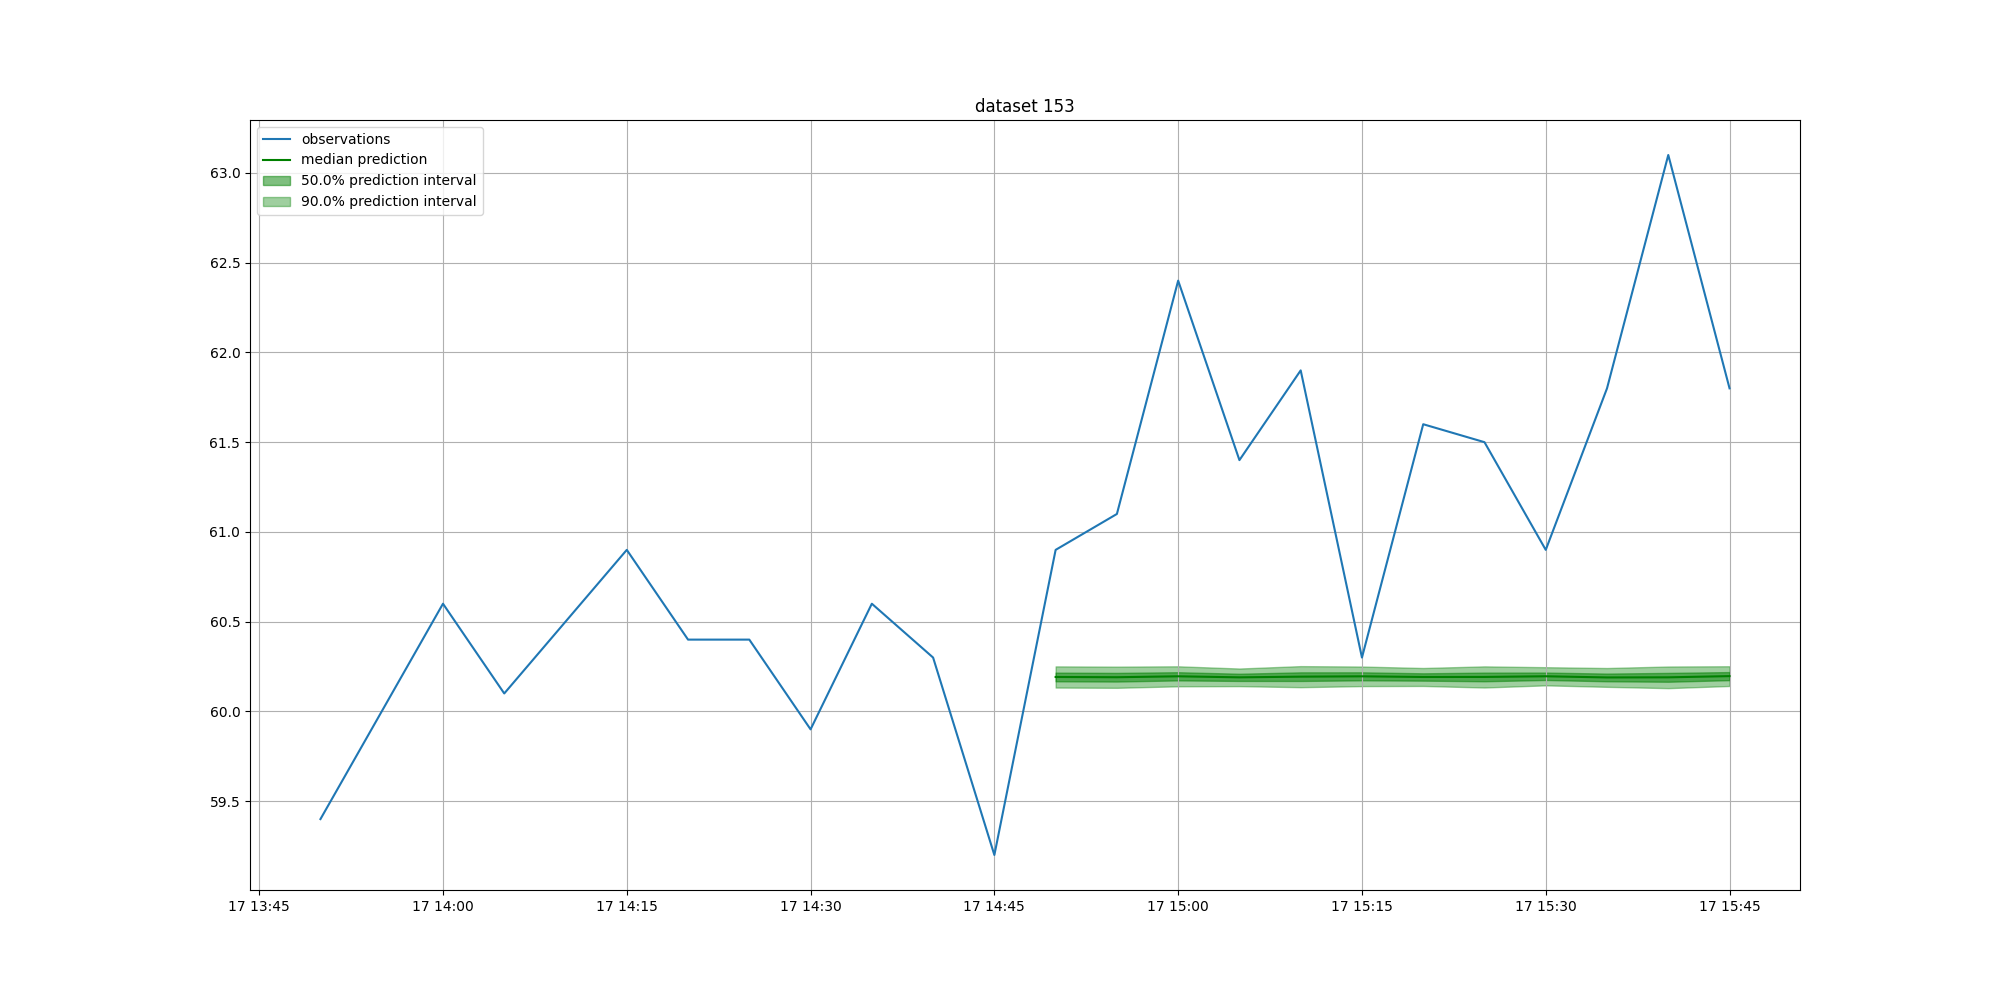 dataset 153
observations
median prediction
50.0% prediction interval
90.0% prediction interval
63.0
62.5
62.0
61.5
61.0
60.5
60.0
59.5
17 13:45 17 14:00 17 14:15 17 14:30 17 14:45 17 15:00 17 15:15 17 15:30 17 15:45